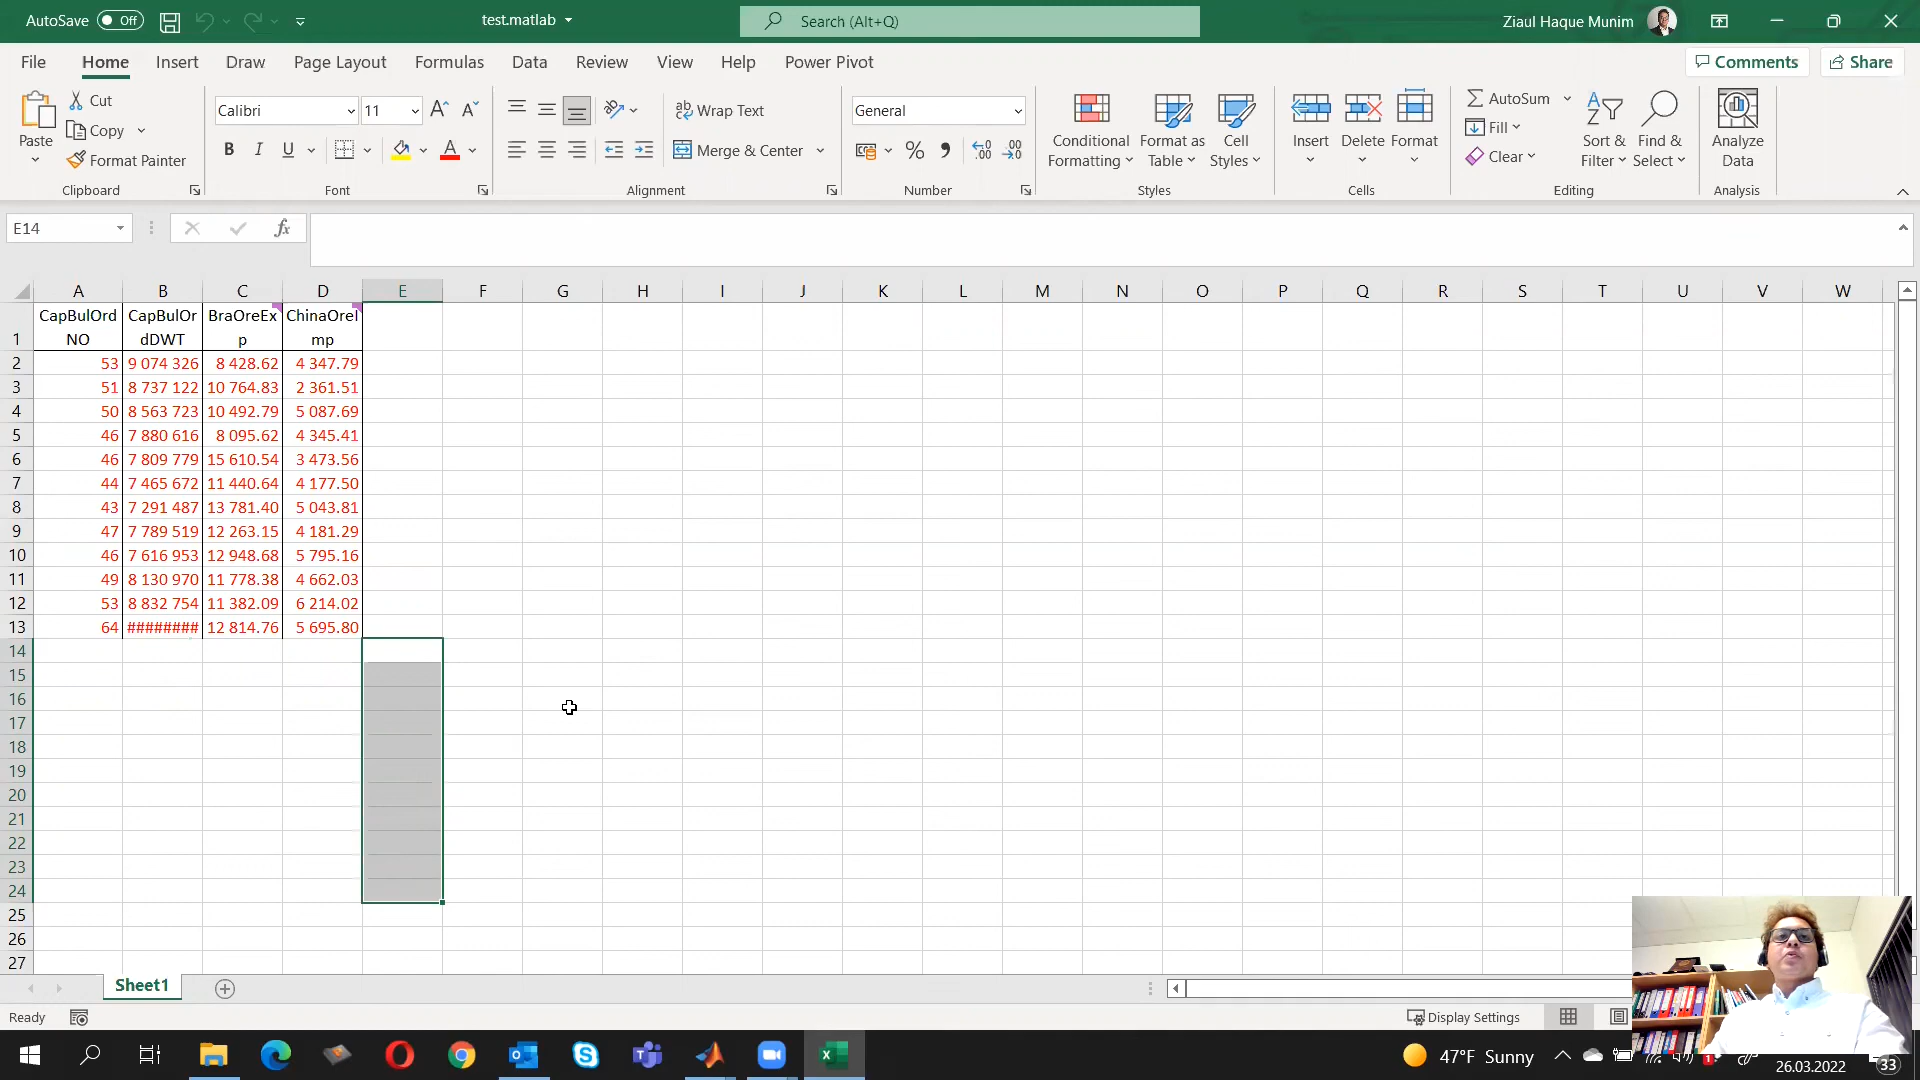 AutoSave Off
test.matlab
Search (Alt+Q)
Ziaul Haque Munim
File Home Insert Draw Page Layout Formulas Data Review View Help Power Pivot
Comments Share
Paste
Cut
Copy
Format Painter
Clipboard
Calibri 11
B I U
Font
Wrap Text
Merge & Center
Alignment
General
Number
Conditional Formatting
Format as Table
Cell Styles
Styles
Insert
Delete
Format
Cells
AutoSum
Fill
Clear
Sort & Filter
Find & Select
Editing
Analyze Data
Analysis
E14
fx
A B C D E F G H I J K L M N O P Q R S T U V W
1 CapBulOrdNO CapBulOrdDWT BraOreExp ChinaOreImp
2 53 9 074 326 8 428.62 4 347.79
3 51 8 737 122 10 764.83 2 361.51
4 50 8 563 723 10 492.79 5 087.69
5 46 7 880 616 8 095.62 4 345.41
6 46 7 809 779 15 610.54 3 473.56
7 44 7 465 672 11 440.64 4 177.50
8 43 7 291 487 13 781.40 5 043.81
9 47 7 789 519 12 263.15 4 181.29
10 46 7 616 953 12 948.68 5 795.16
11 49 8 130 970 11 778.38 4 662.03
12 53 8 832 754 11 382.09 6 214.02
13 64 ######## 12 814.76 5 695.80
14
15
16
17
18
19
20
21
22
23
24
25
26
27
Sheet1
Ready
Display Settings
47°F Sunny
26.03.2022
33